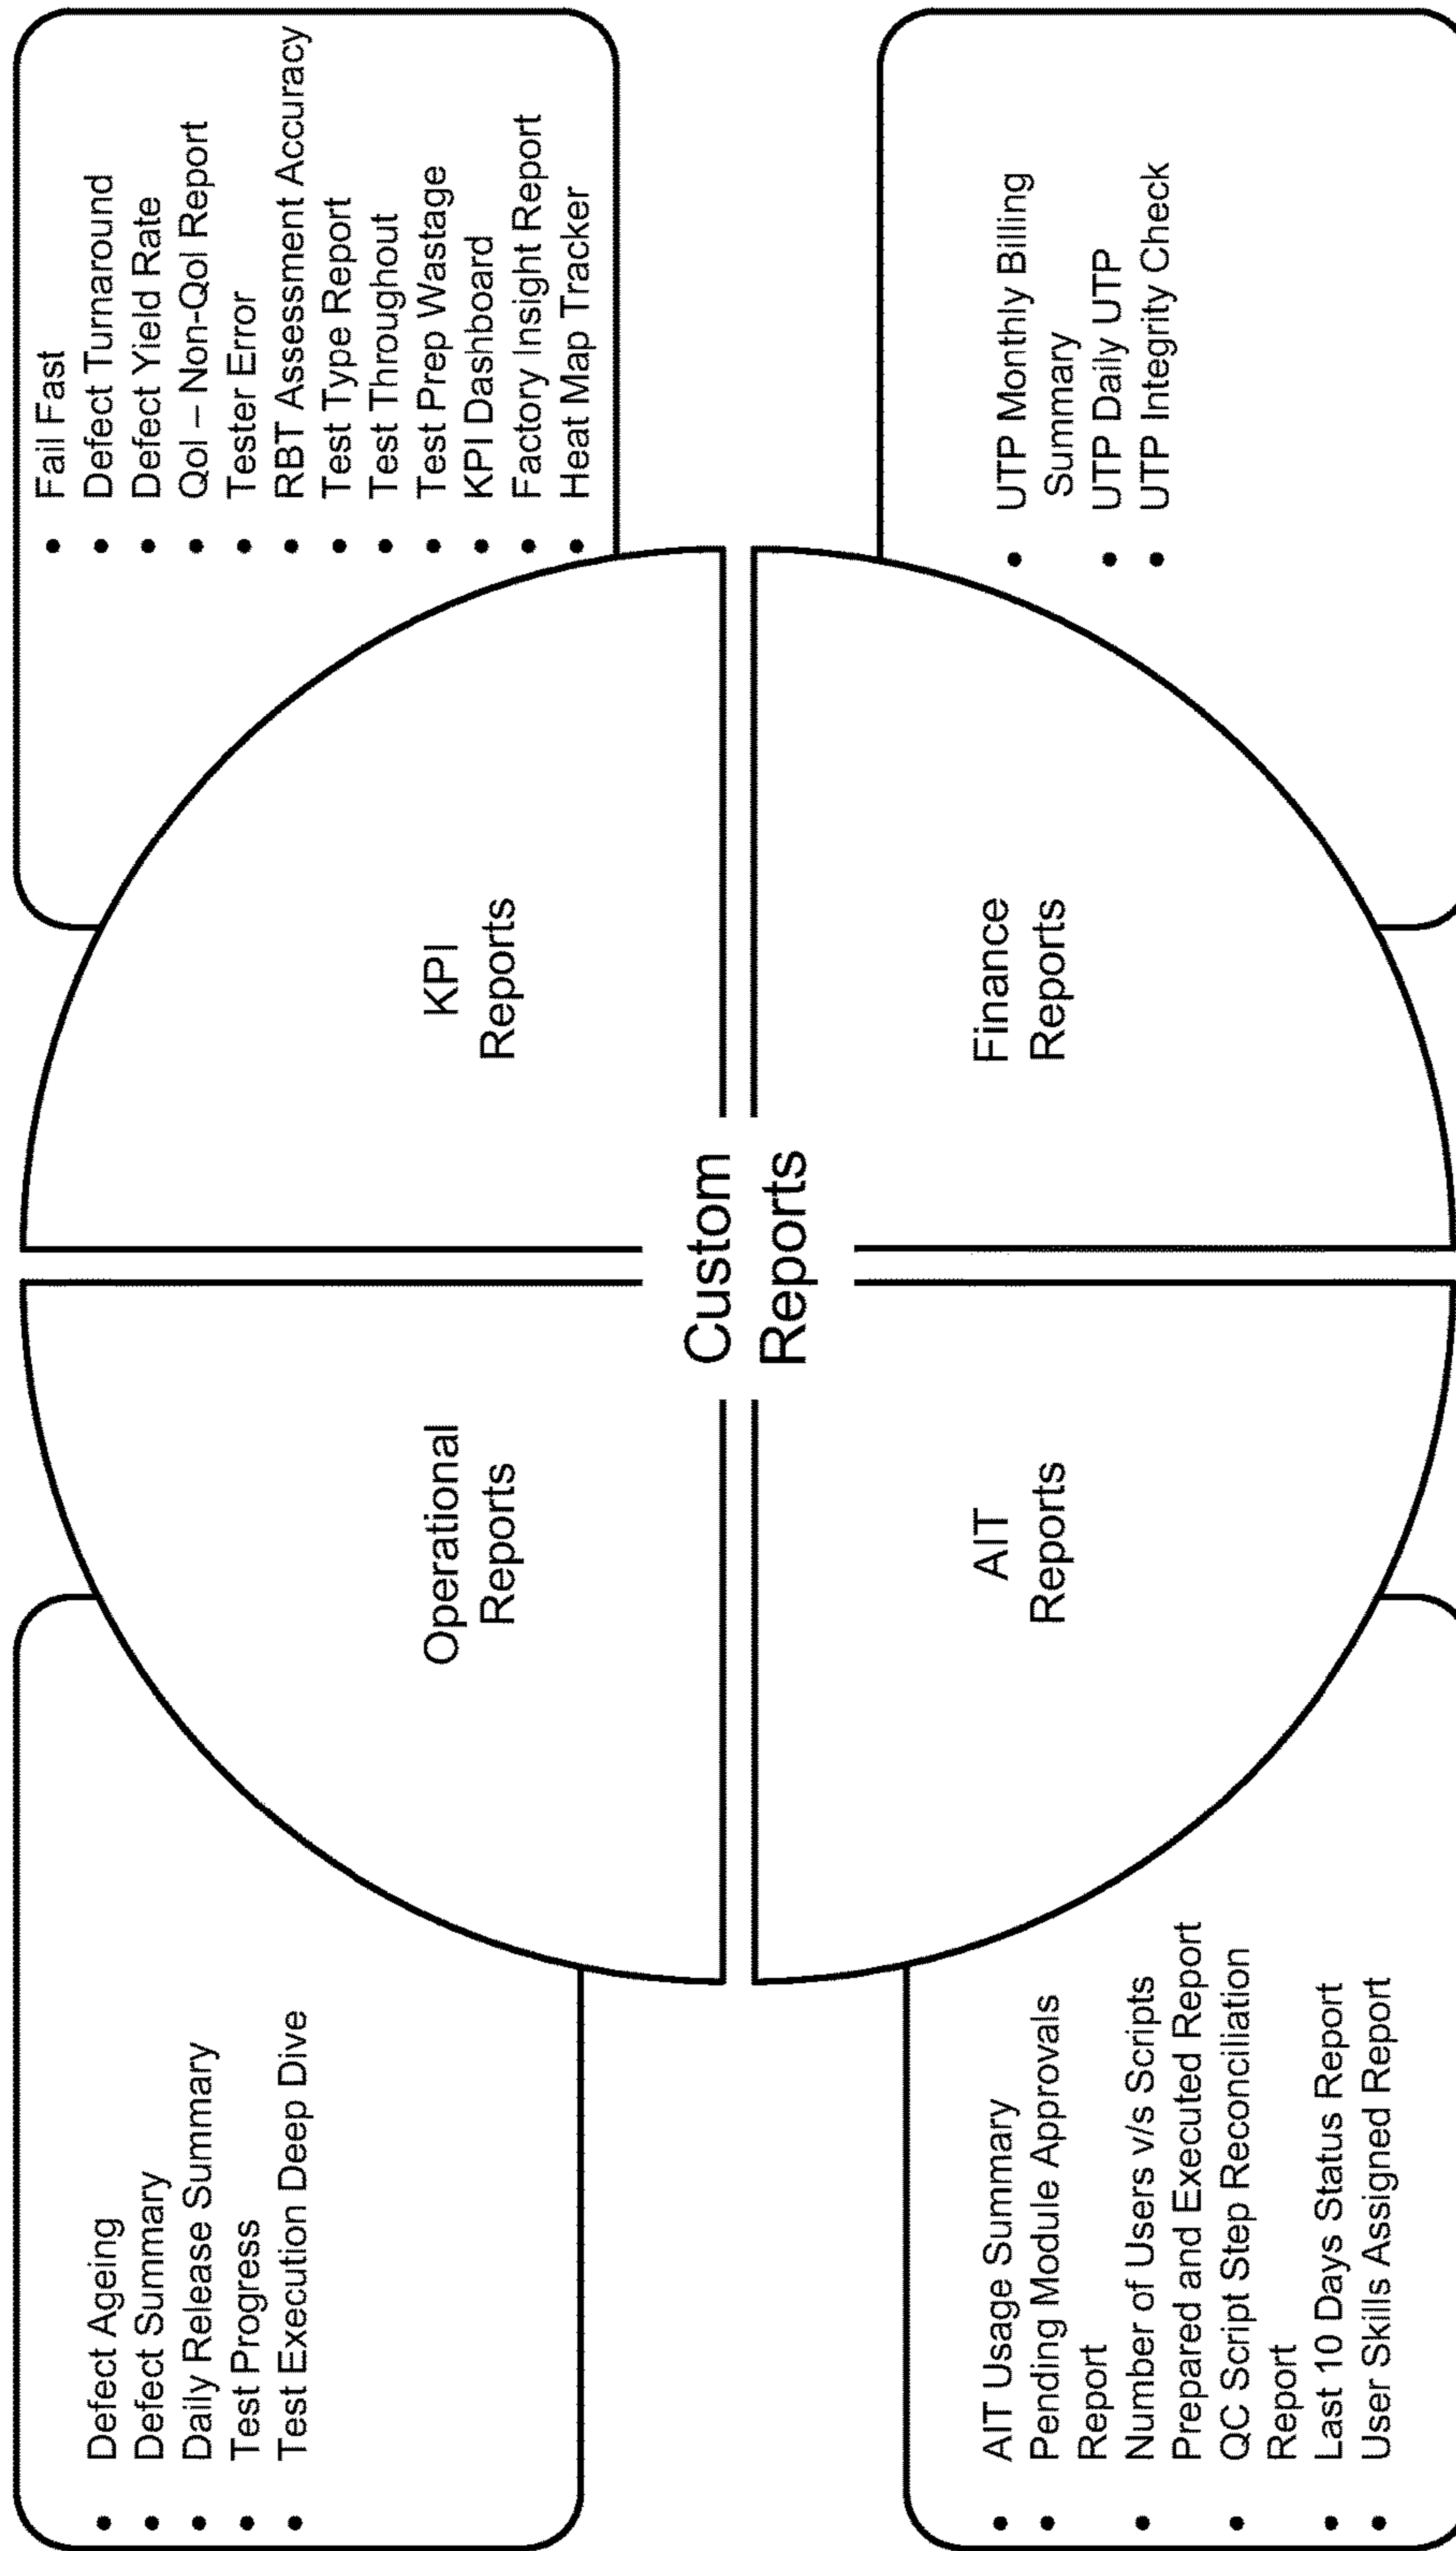 • Defect Ageing
• Defect Summary
• Daily Release Summary
• Test Progress
• Test Execution Deep Dive
Operational
Reports
KPI
Reports
• Fail Fast
• Defect Turnaround
• Defect Yield Rate
• Qol – Non-Qol Report
• Tester Error
• RBT Assessment Accuracy
• Test Type Report
• Test Throughout
• Test Prep Wastage
• KPI Dashboard
• Factory Insight Report
• Heat Map Tracker
Custom
Reports
• AIT Usage Summary
• Pending Module Approvals
Report
• Number of Users v/s Scripts
Prepared and Executed Report
• QC Script Step Reconciliation
Report
• Last 10 Days Status Report
• User Skills Assigned Report
AIT
Reports
Finance
Reports
• UTP Monthly Billing
Summary
• UTP Daily UTP
• UTP Integrity Check